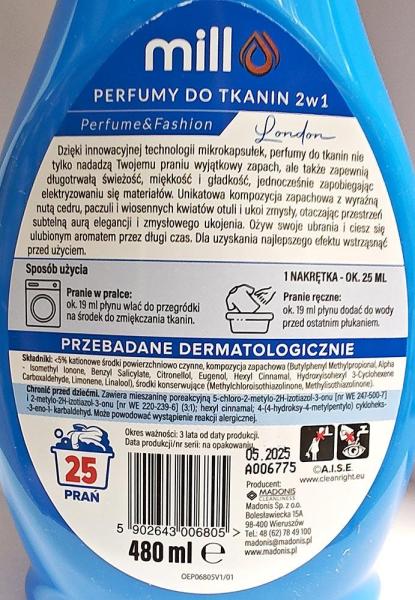 mill
PERFUMY DO TKANIN 2w1
Perfume&Fashion
London
Dzięki innowacyjnej technologii mikrokapsułek, perfumy do tkanin nie
tylko nadadzą Twojemu praniu wyjątkowy zapach, ale także zapewnią
długotrwałą świeżość, miękkość i gładkość, jednocześnie zapobiegając
elektryzowaniu się materiałów. Unikatowa kompozycja zapachowa z wyraźną
nutą cedru, paczuli i wiosennych kwiatów otuli i ukoi zmysły, otaczając przestrzeń
subtelną aurą elegancji i zmysłowego ukojenia. Ożyw swoje ubrania i ciesz się
ulubionym aromatem przez długi czas. Dla uzyskania najlepszego efektu wstrząsnąć
przed użyciem.
Sposób użycia
1 NAKRĘTKA - OK. 25 ML
Pranie w pralce:
ok. 19 ml płynu wlać do przegródki
na środek do zmiękczania tkanin.
Pranie ręczne:
ok. 19 ml płynu dodać do wody
przed ostatnim płukaniem.
PRZEBADANE DERMATOLOGICZNIE
Składniki: <5% kationowe środki powierzchniowo czynne, kompozycja zapachowa (Butylphenyl Methylpropional, Alpha
- Isomethyl Ionone, Benzyl Salicylate, Citronellol, Eugenol, Hexyl Cinnamal, Hydroxyisohexyl 3-Cyclohexene
Carboxaldehyde, Limonene, Linalool), środki konserwujące (Methylchloroisothiazolinone, Methylisothiazolinone).
Chronić przed dziećmi. Zawiera mieszaninę poreakcyjną 5-chloro-2-metylo-2H-izotiazol-3-onu [nr WE 247-500-7]
i 2-metylo-2H-izotiazol-3-onu [nr WE 220-239-6] (3:1); hexyl cinnamal; 4-(4-hydroksy-4-metylpentylo) cykloheks-
-3-eno-1-karbaldehyd. Może powodować wystąpienie reakcji alergicznej.
25
PRAŃ
Okres ważności: 3 lata od daty produkcji.
Data produkcji/nr serii: na opakowaniu.
05.2025
A006775
©A.I.S.E.
www.cleanright.eu
Producent:
MADONIS
CLEANLINESS
Madonis Sp. z o.o.
Bolesławiecka 15A
98-400 Wieruszów
Tel.: 48 (62) 78 49 100
www.madonis.pl
madonis@madonis.pl
5 902643 006805 >
480 ml e
OEP06805V1/01